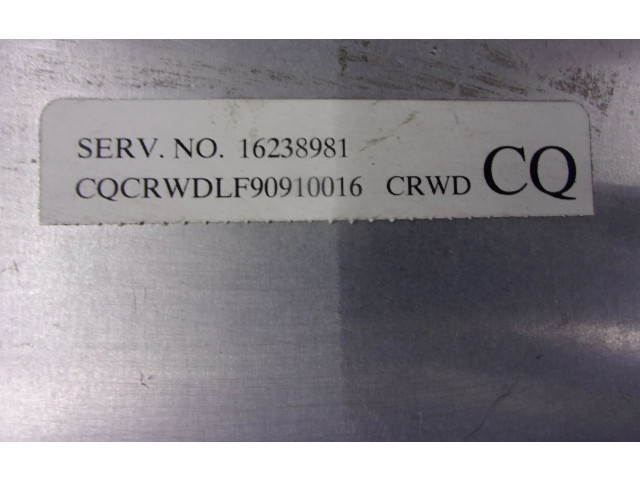 SERV. NO. 16238981
CQCRWDLF90910016 CRWD CQ